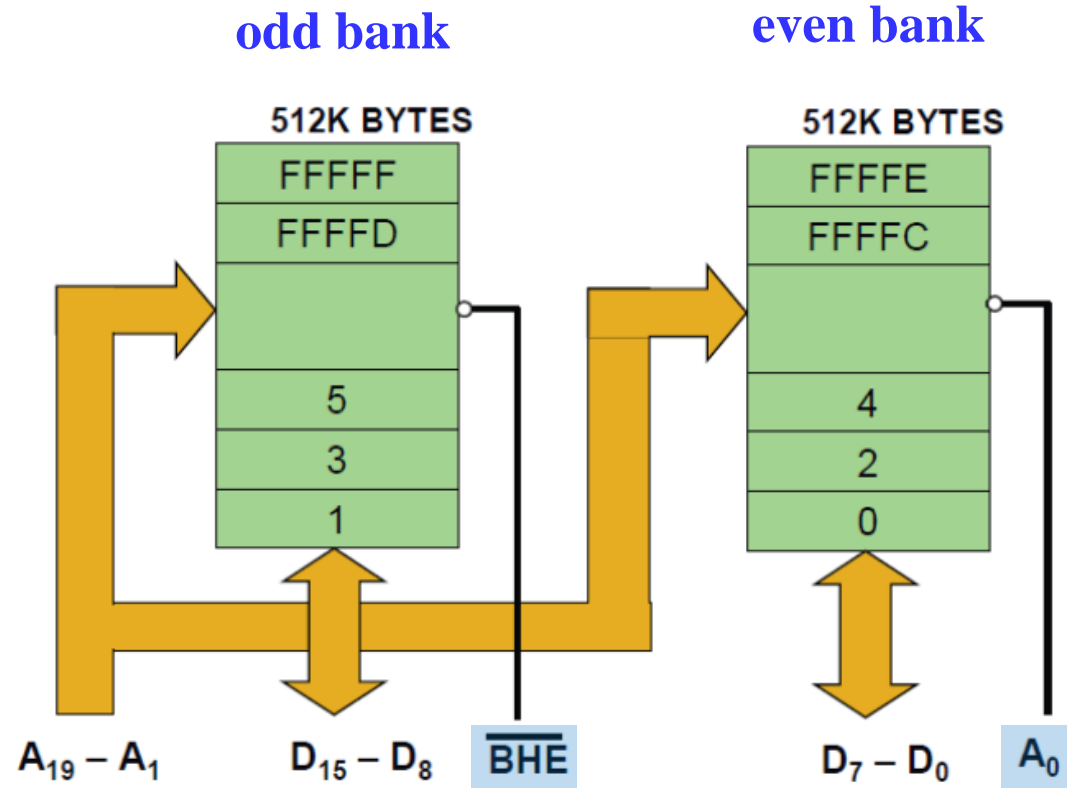 odd bank
even bank
512K BYTES
512K BYTES
FFFFF
FFFFD
5
3
1
FFFFE
FFFFC
4
2
0
A₁₉ – A₁
D₁₅ – D₈
B̅H̅E̅
D₇ – D₀
A₀